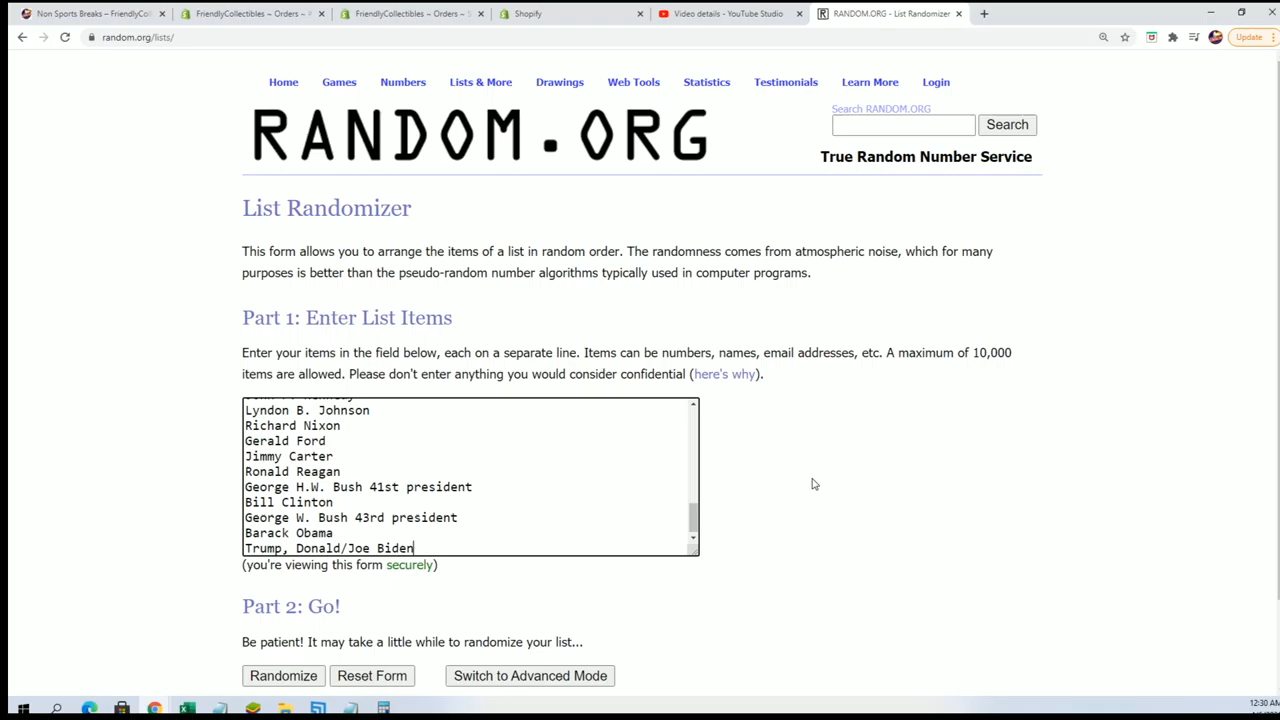 Non Sports Breaks – FriendlyColl
FriendlyCollectibles ~ Orders ~ #
FriendlyCollectibles ~ Orders ~ S
Shopify
Video details - YouTube Studio
RANDOM.ORG - List Randomizer
random.org/lists/
Update
Home Games Numbers Lists & More Drawings Web Tools Statistics Testimonials Learn More Login
RANDOM.ORG
Search RANDOM.ORG
Search
True Random Number Service
List Randomizer
This form allows you to arrange the items of a list in random order. The randomness comes from atmospheric noise, which for many
purposes is better than the pseudo-random number algorithms typically used in computer programs.
Part 1: Enter List Items
Enter your items in the field below, each on a separate line. Items can be numbers, names, email addresses, etc. A maximum of 10,000
items are allowed. Please don't enter anything you would consider confidential (here's why).
Lyndon B. Johnson
Richard Nixon
Gerald Ford
Jimmy Carter
Ronald Reagan
George H.W. Bush 41st president
Bill Clinton
George W. Bush 43rd president
Barack Obama
Trump, Donald/Joe Biden
(you're viewing this form securely)
Part 2: Go!
Be patient! It may take a little while to randomize your list...
Randomize Reset Form Switch to Advanced Mode
12:30 AM